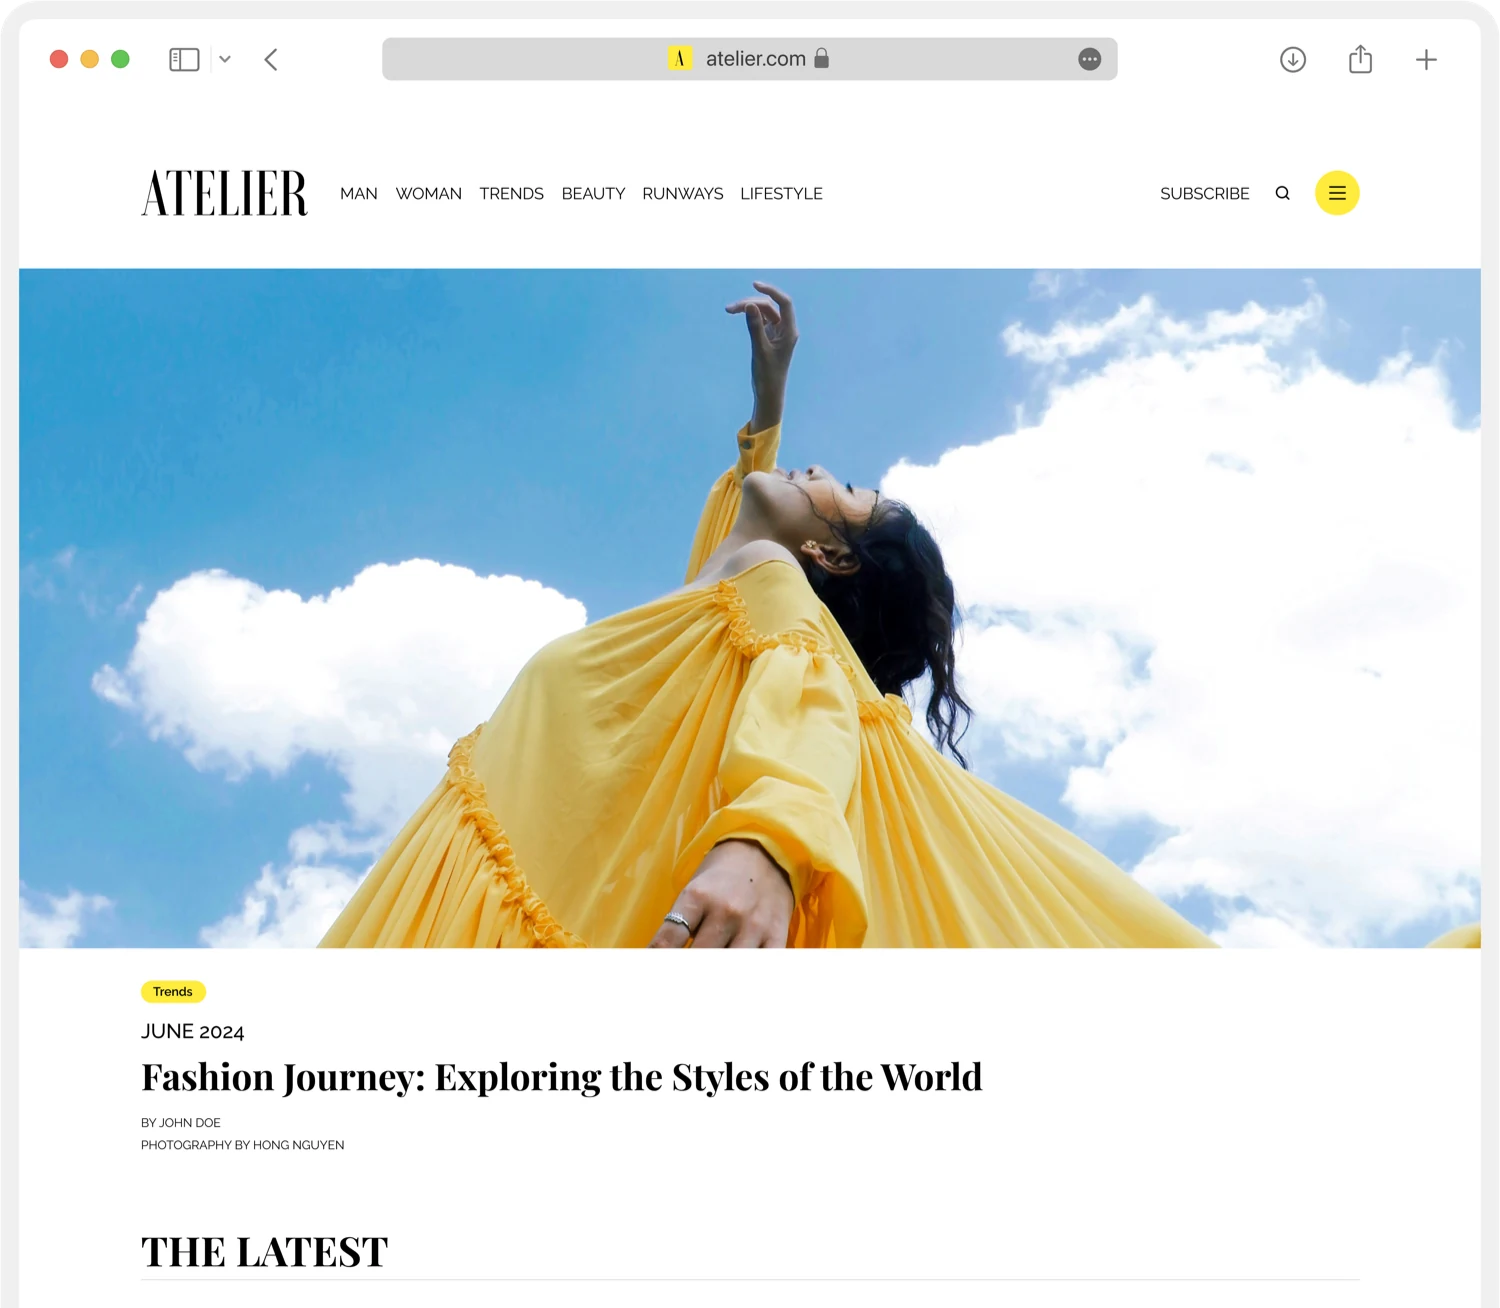 A atelier.com
ATELIER MAN WOMAN TRENDS BEAUTY RUNWAYS LIFESTYLE SUBSCRIBE
Trends
JUNE 2024
Fashion Journey: Exploring the Styles of the World
BY JOHN DOE
PHOTOGRAPHY BY HONG NGUYEN
THE LATEST